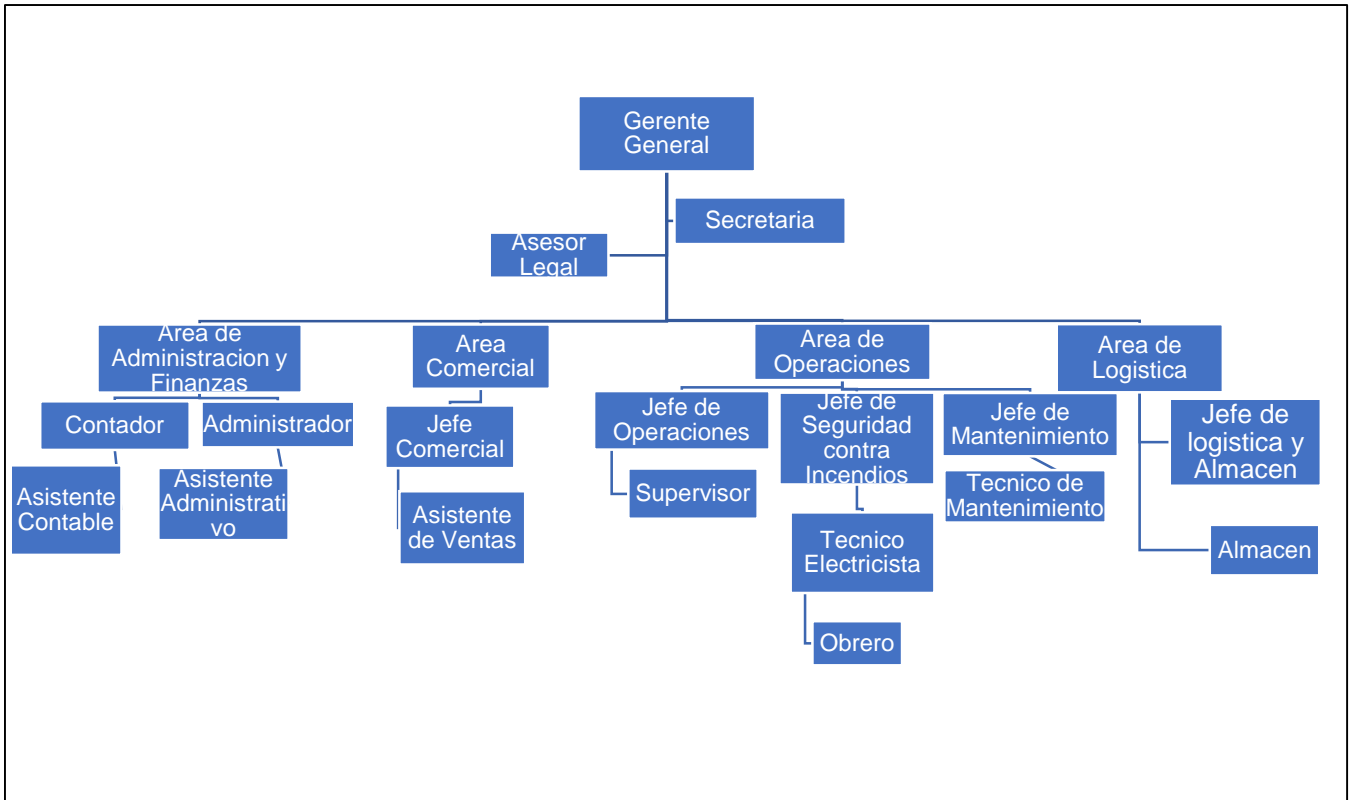 Gerente
General
Secretaria
Asesor
Legal
Area de
Administracion y
Finanzas
Area
Comercial
Area de
Operaciones
Area de
Logistica
Contador
Administrador
Jefe
Comercial
Jefe de
Operaciones
Jefe de
Seguridad
contra
Incendios
Jefe de
Mantenimiento
Jefe de
logistica y
Almacen
Asistente
Contable
Asistente
Administrati
vo
Asistente
de Ventas
Supervisor
Tecnico
Electricista
Tecnico de
Mantenimiento
Almacen
Obrero